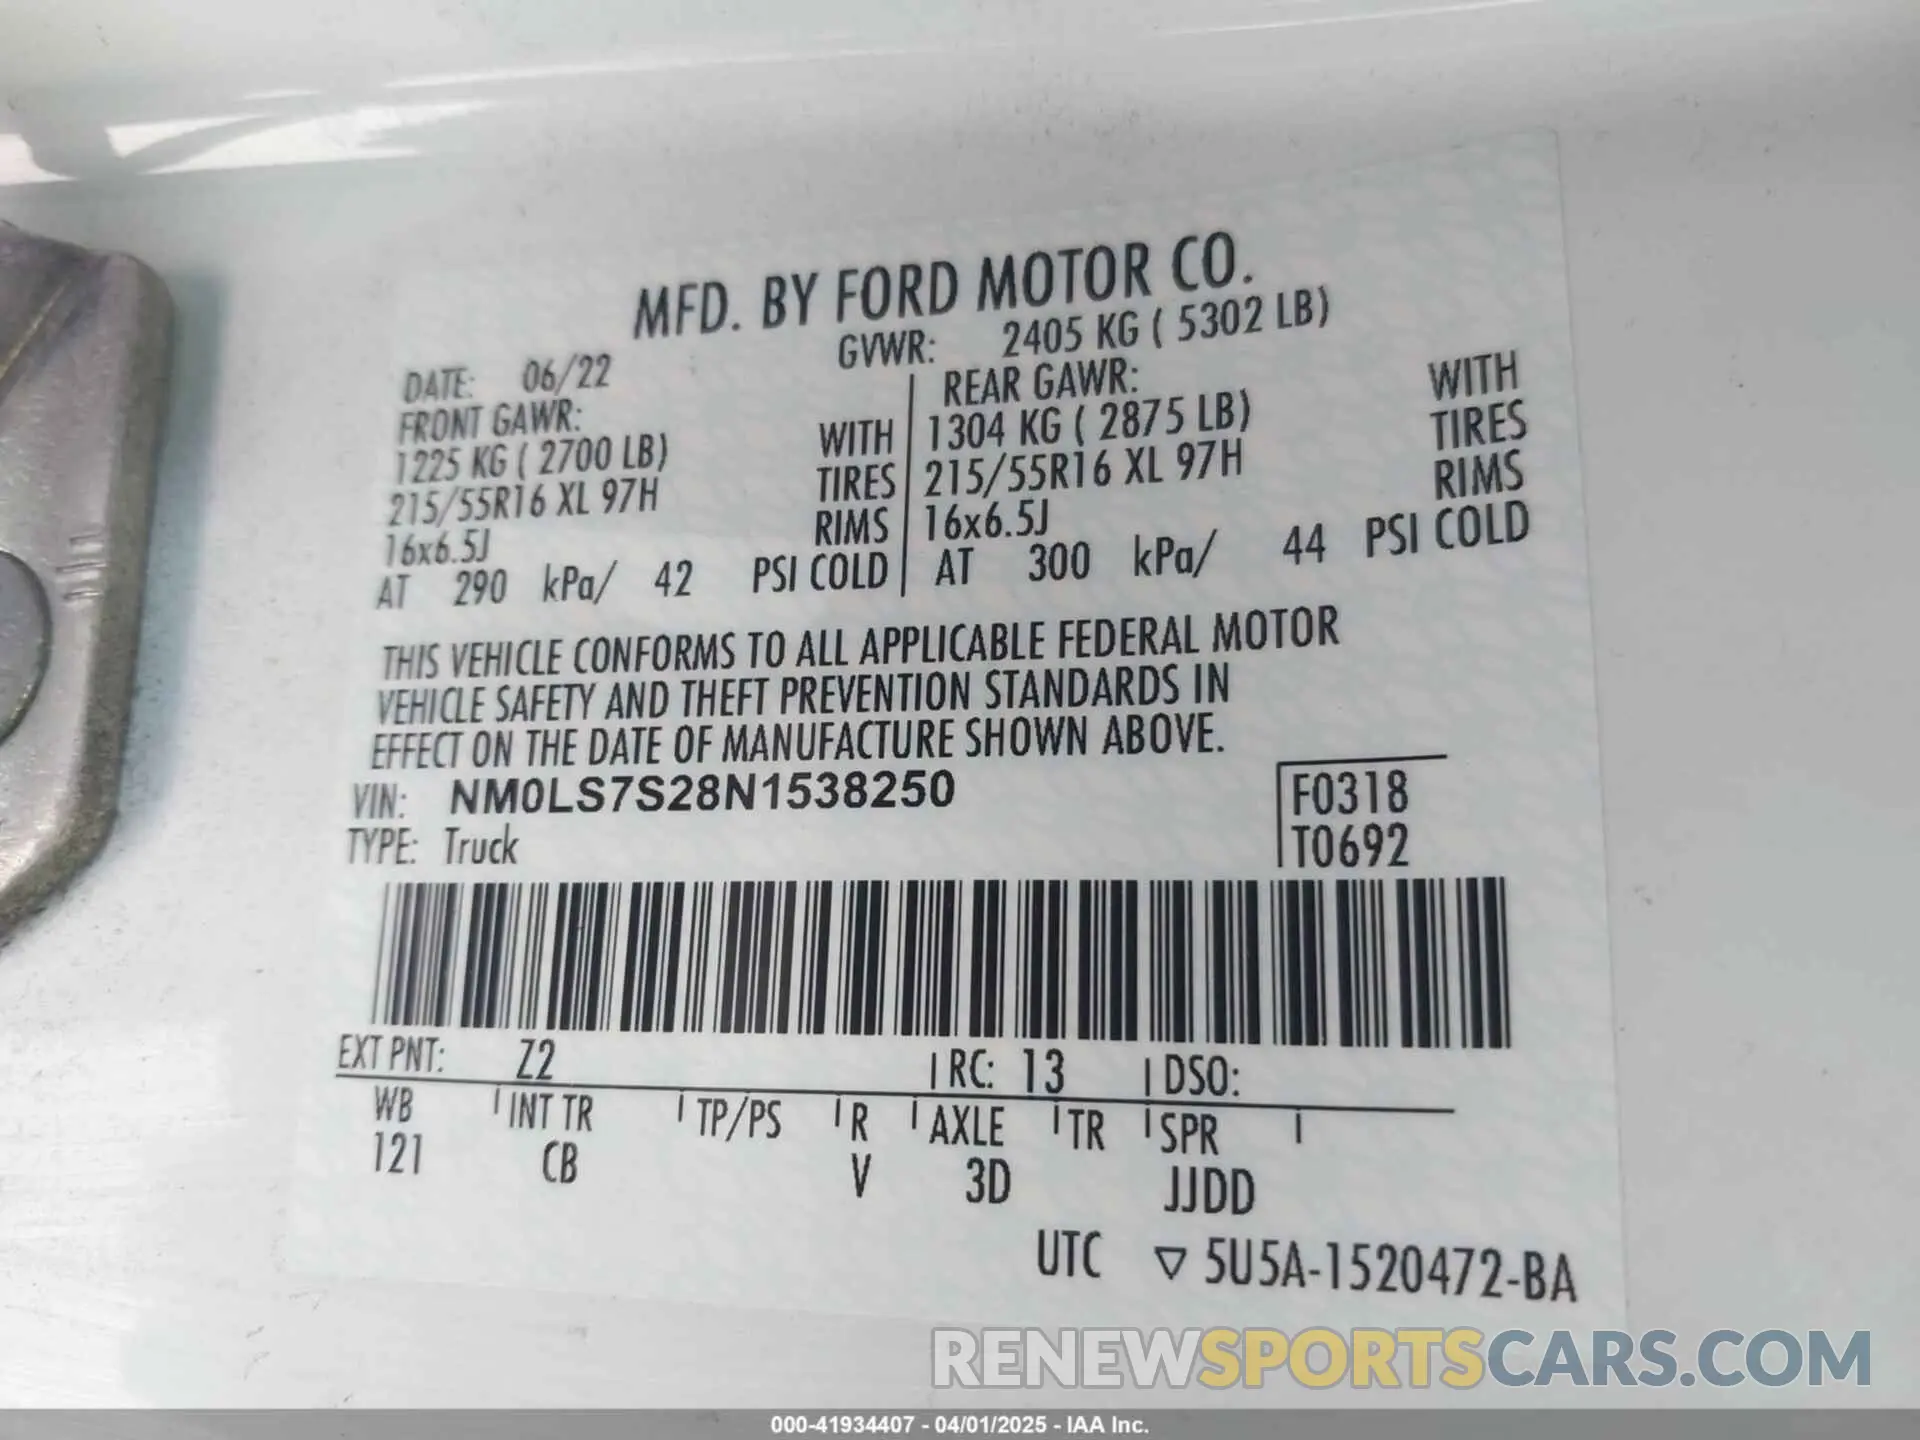 MFD. BY FORD MOTOR CO.
DATE: 06/22 GVWR: 2405 KG ( 5302 LB)
FRONT GAWR: REAR GAWR:
1225 KG ( 2700 LB) WITH 1304 KG ( 2875 LB) WITH
215/55R16 XL 97H TIRES 215/55R16 XL 97H TIRES
16x6.5J RIMS 16x6.5J RIMS
AT 290 kPa/ 42 PSI COLD AT 300 kPa/ 44 PSI COLD
THIS VEHICLE CONFORMS TO ALL APPLICABLE FEDERAL MOTOR
VEHICLE SAFETY AND THEFT PREVENTION STANDARDS IN
EFFECT ON THE DATE OF MANUFACTURE SHOWN ABOVE.
VIN: NM0LS7S28N1538250 F0318
TYPE: Truck T0692
EXT PNT: Z2 RC: 13 DSO:
WB INT TR TP/PS R AXLE TR SPR
121 CB V 3D JJDD
UTC ▽ 5U5A-1520472-BA
RENEWSPORTSCARS.COM
000-41934407 - 04/01/2025 - IAA Inc.